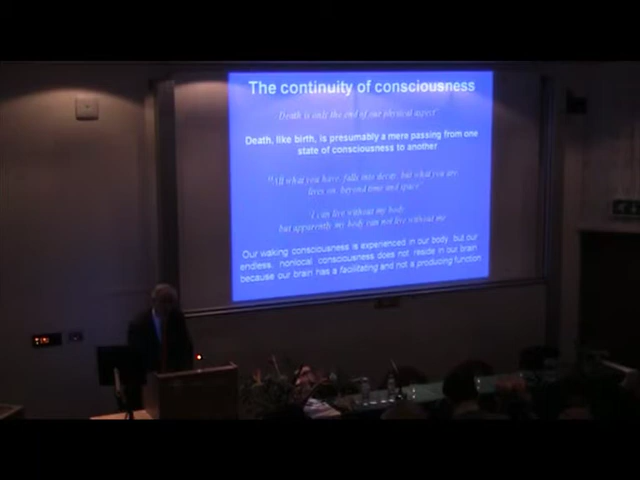 The continuity of consciousness
'Death is only the end of our physical aspect'
Death, like birth, is presumably a mere passing from one
state of consciousness to another
"All what you have, falls into decay, but what you are
lives on, beyond time and space"
'I can live without my body,
but apparently my body can not live without me
Our waking consciousness is experienced in our body, but our
endless, nonlocal consciousness does not reside in our brain
because our brain has a facilitating and not a producing function